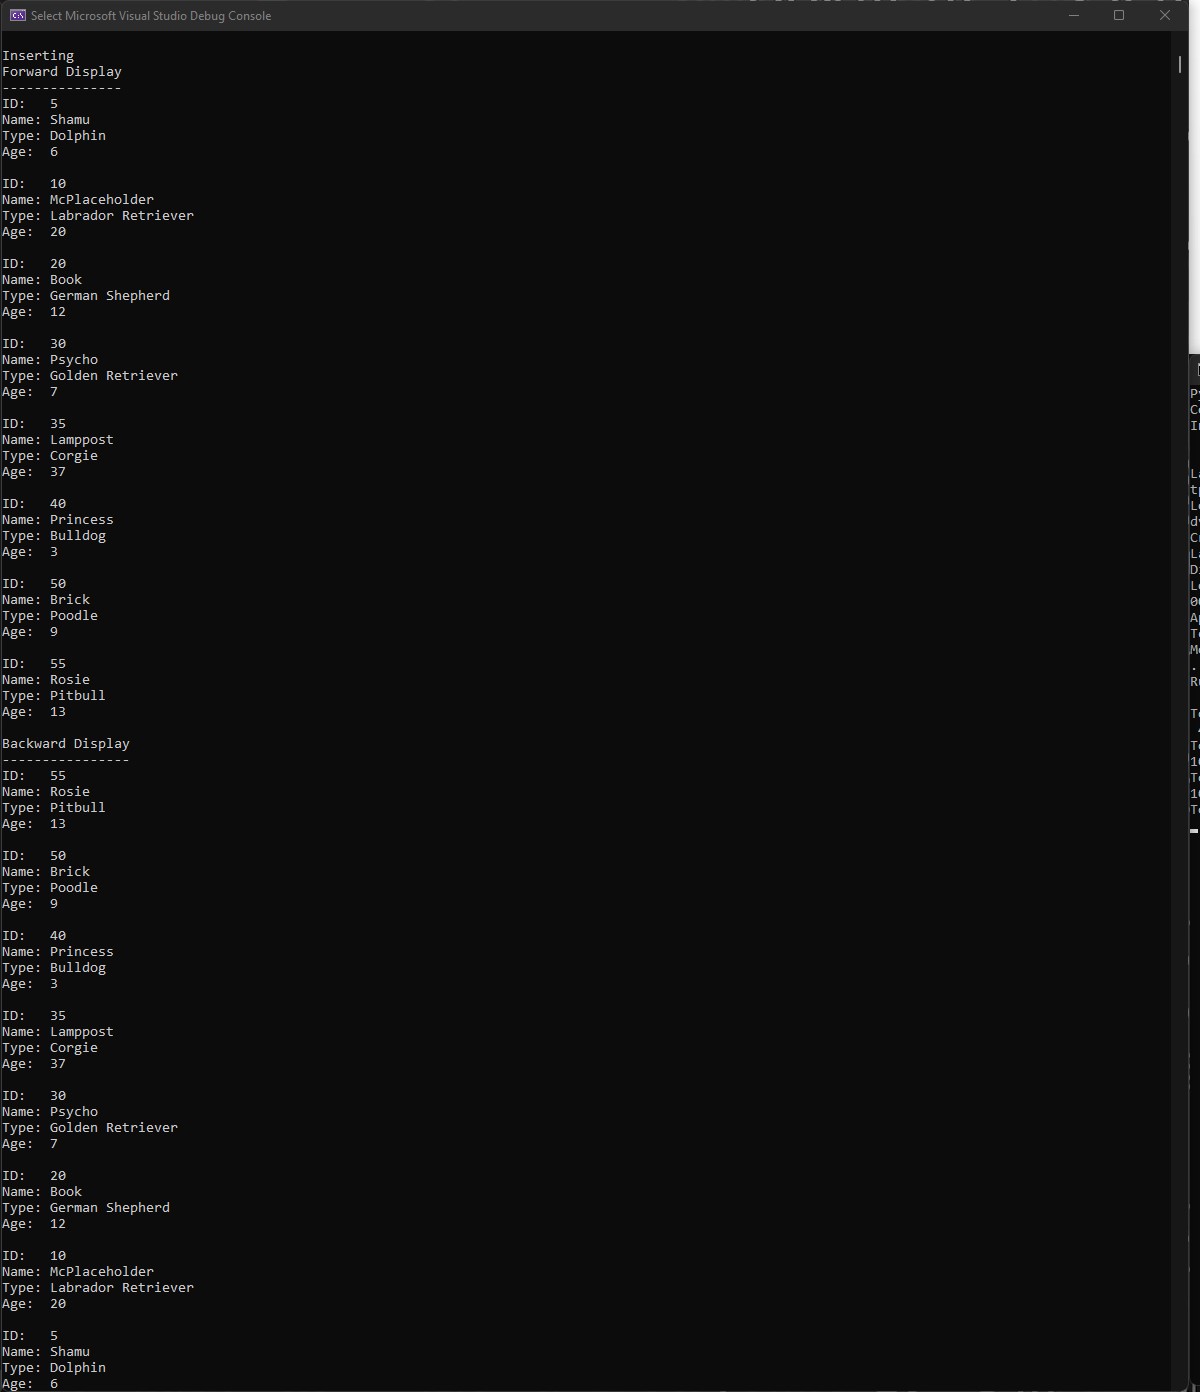 Select Microsoft Visual Studio Debug Console
Inserting
Forward Display
---------------
ID:   5
Name: Shamu
Type: Dolphin
Age:  6
ID:   10
Name: McPlaceholder
Type: Labrador Retriever
Age:  20
ID:   20
Name: Book
Type: German Shepherd
Age:  12
ID:   30
Name: Psycho
Type: Golden Retriever
Age:  7
ID:   35
Name: Lamppost
Type: Corgie
Age:  37
ID:   40
Name: Princess
Type: Bulldog
Age:  3
ID:   50
Name: Brick
Type: Poodle
Age:  9
ID:   55
Name: Rosie
Type: Pitbull
Age:  13
Backward Display
----------------
ID:   55
Name: Rosie
Type: Pitbull
Age:  13
ID:   50
Name: Brick
Type: Poodle
Age:  9
ID:   40
Name: Princess
Type: Bulldog
Age:  3
ID:   35
Name: Lamppost
Type: Corgie
Age:  37
ID:   30
Name: Psycho
Type: Golden Retriever
Age:  7
ID:   20
Name: Book
Type: German Shepherd
Age:  12
ID:   10
Name: McPlaceholder
Type: Labrador Retriever
Age:  20
ID:   5
Name: Shamu
Type: Dolphin
Age:  6